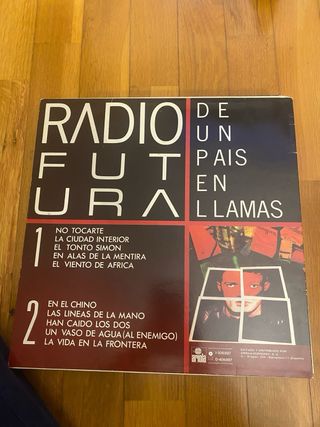 RADIO
FUT
URA
DE
UN
PAIS
EN
LLAMAS
1
NO TOCARTE
LA CIUDAD INTERIOR
EL TONTO SIMON
EN ALAS DE LA MENTIRA
EL VIENTO DE AFRICA
2
EN EL CHINO
LAS LINEAS DE LA MANO
HAN CAIDO LOS DOS
UN VASO DE AGUA (AL ENEMIGO)
LA VIDA EN LA FRONTERA
ariola